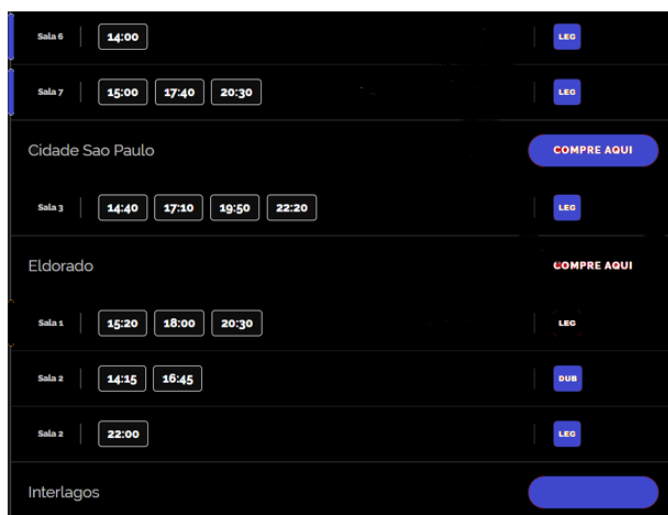 Sala 6 14:00 LEG
Sala 7 15:00 17:40 20:30 LEG
Cidade Sao Paulo COMPRE AQUI
Sala 3 14:40 17:10 19:50 22:20 LEG
Eldorado COMPRE AQUI
Sala 1 15:20 18:00 20:30 LEG
Sala 2 14:15 16:45 DUB
Sala 2 22:00 LEG
Interlagos